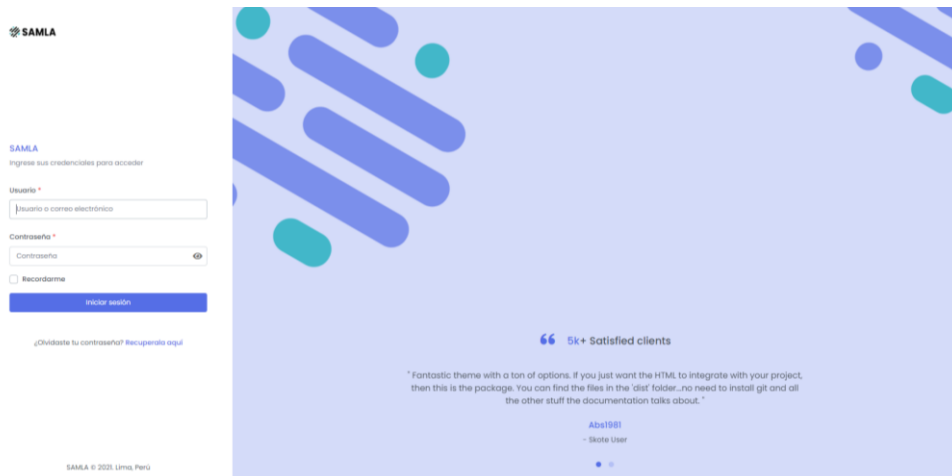 SAMLA
SAMLA
Ingrese sus credenciales para acceder
Usuario *
Usuario o correo electrónico
Contraseña *
Contraseña
Recordarme
Iniciar sesión
¿Olvidaste tu contraseña? Recuperala aquí
SAMLA © 2021. Lima, Perú
5k+ Satisfied clients
" Fantastic theme with a ton of options. If you just want the HTML to integrate with your project,
then this is the package. You can find the files in the 'dist' folder...no need to install git and all
the other stuff the documentation talks about. "
Abs1981
- Skote User